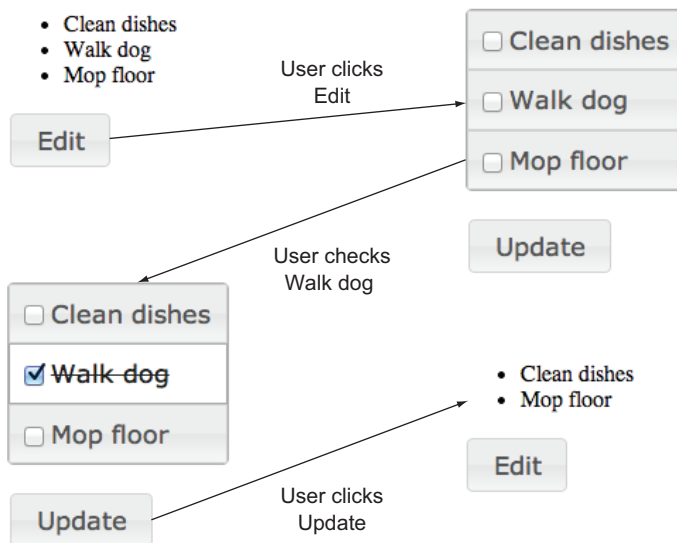 • Clean dishes
• Walk dog
• Mop floor
Edit
User clicks
Edit
Clean dishes
Walk dog
Mop floor
Update
User checks
Walk dog
Clean dishes
Walk dog
Mop floor
Update
User clicks
Update
• Clean dishes
• Mop floor
Edit